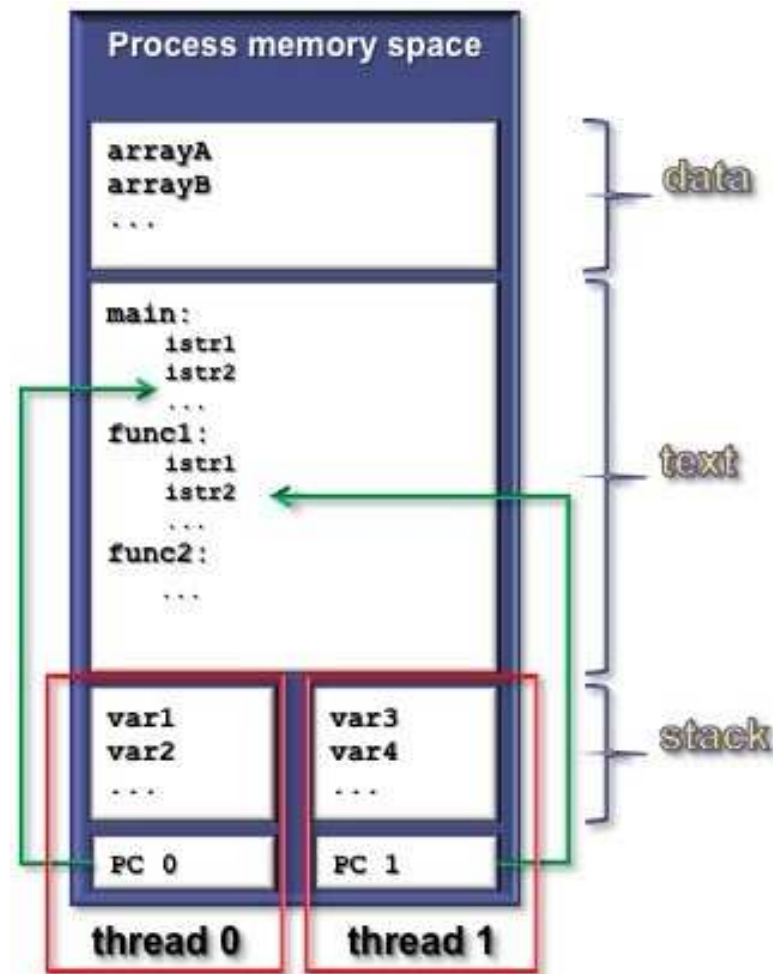 Process memory space
arrayA
arrayB
...
data
main:
istr1
istr2
...
func1:
istr1
istr2
...
func2:
...
text
var1
var2
...
var3
var4
...
stack
PC 0
PC 1
thread 0
thread 1